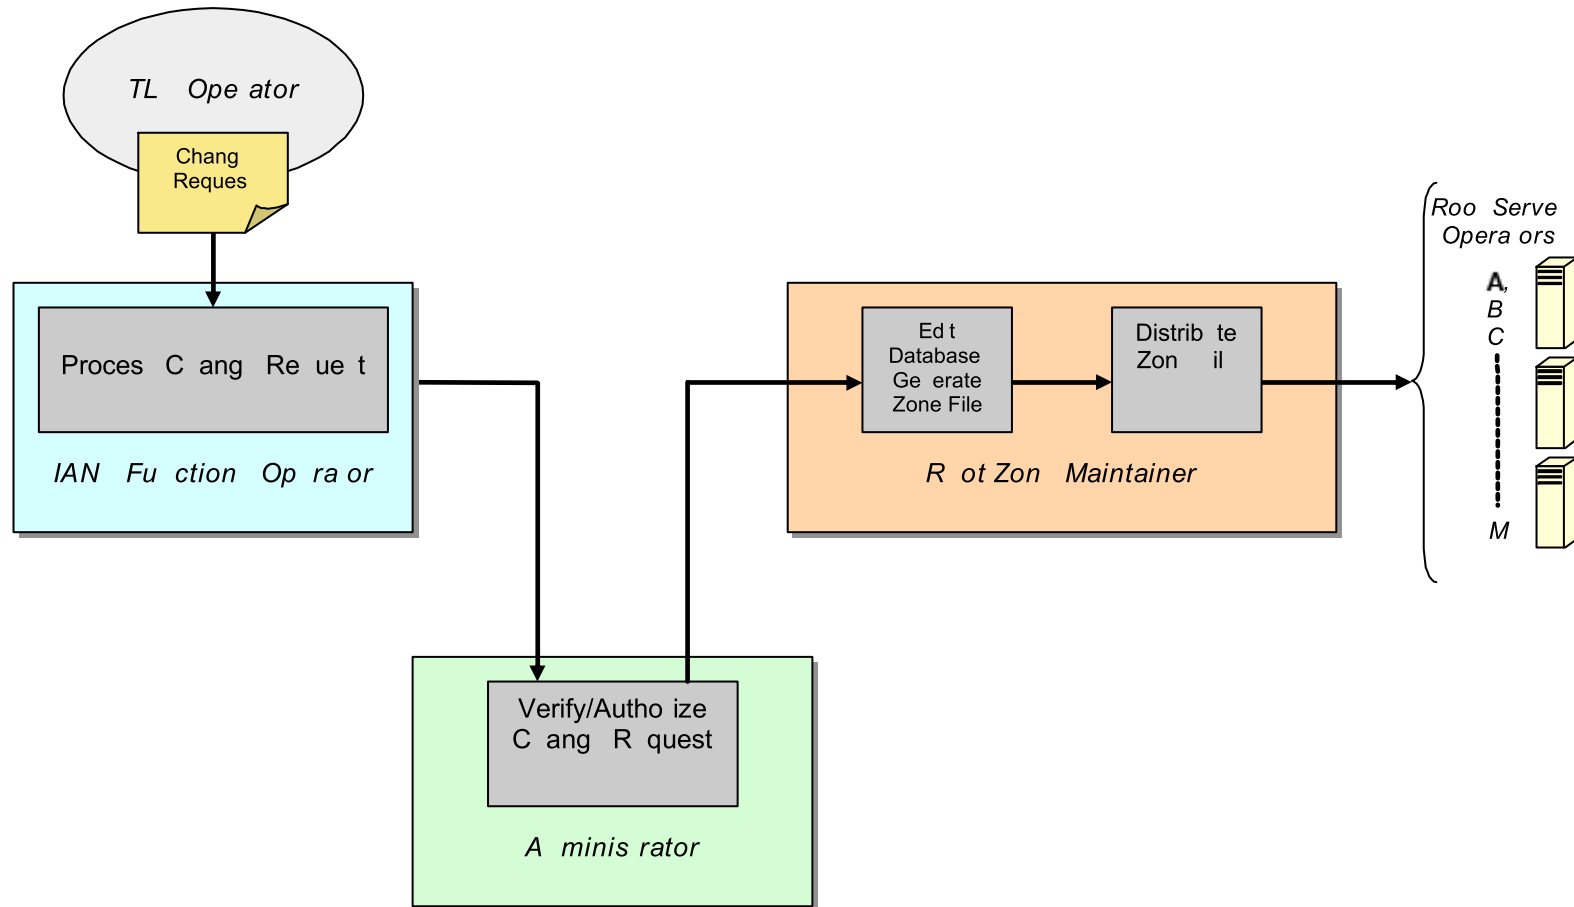 TL Ope ator
Chang
Reques
Proces C ang Re ue t
IAN Fu ction Op ra or
Verify/Autho ize
C ang R quest
A minis rator
Ed t
Database
Ge erate
Zone File
Distrib te
Zon il
R ot Zon Maintainer
Roo Serve
Opera ors
A,
B
C
M